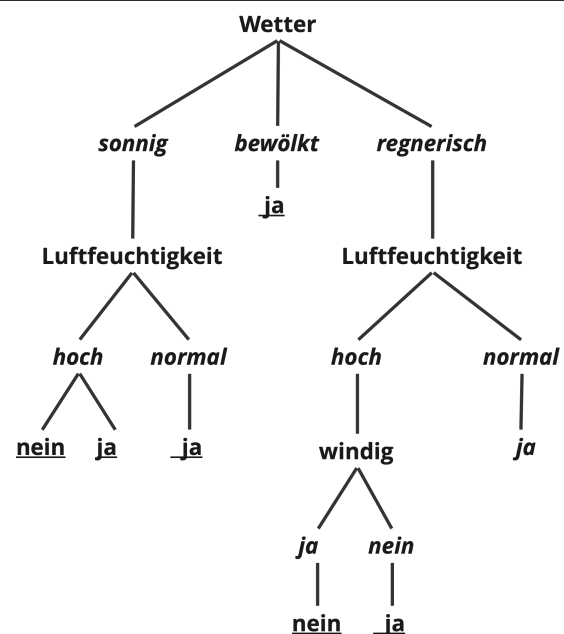 Wetter
sonnig bewölkt regnerisch
ja
Luftfeuchtigkeit Luftfeuchtigkeit
hoch normal hoch normal
nein ja ja windig ja
ja nein
nein ja